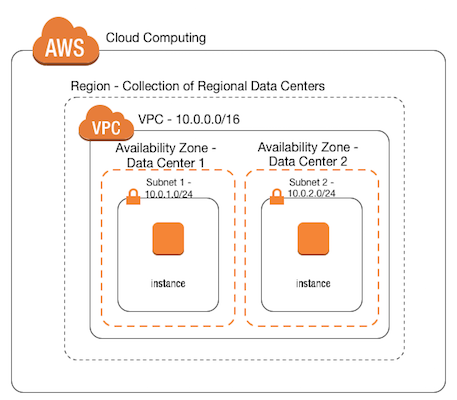 AWS
Cloud Computing
Region - Collection of Regional Data Centers
VPC
VPC - 10.0.0.0/16
Availability Zone -
Data Center 1
Availability Zone -
Data Center 2
Subnet 1 -
10.0.1.0/24
Subnet 2 -
10.0.2.0/24
instance
instance